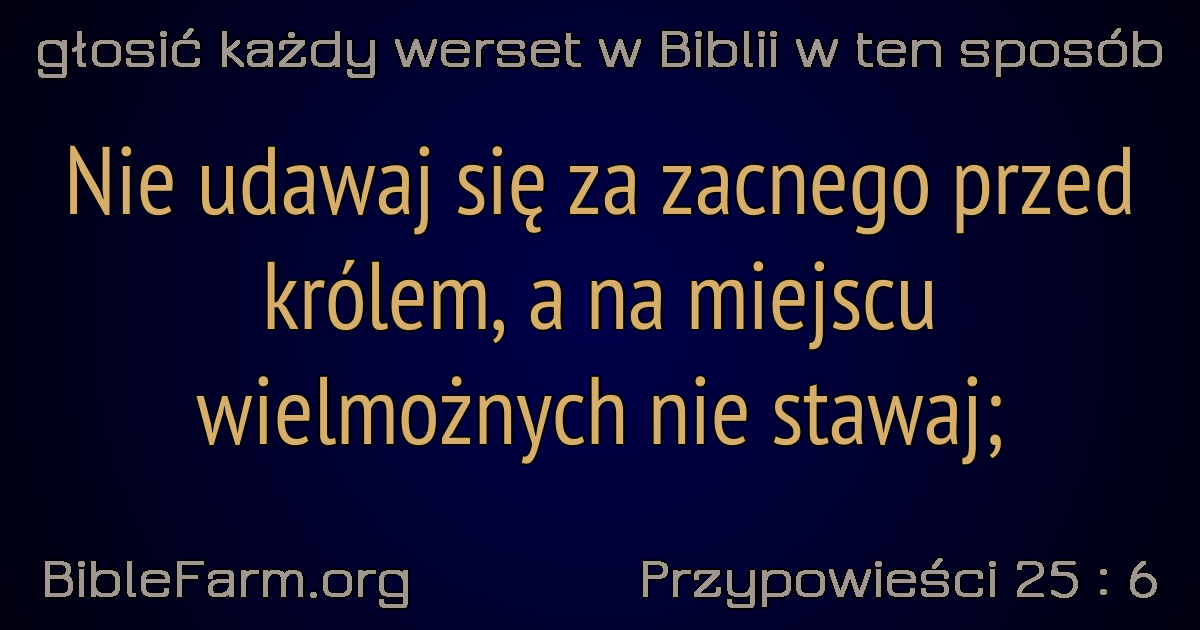 głosić każdy werset w Biblii w ten sposób
Nie udawaj się za zacnego przed
królem, a na miejscu
wielmożnych nie stawaj;
BibleFarm.org
Przypowieści 25 : 6